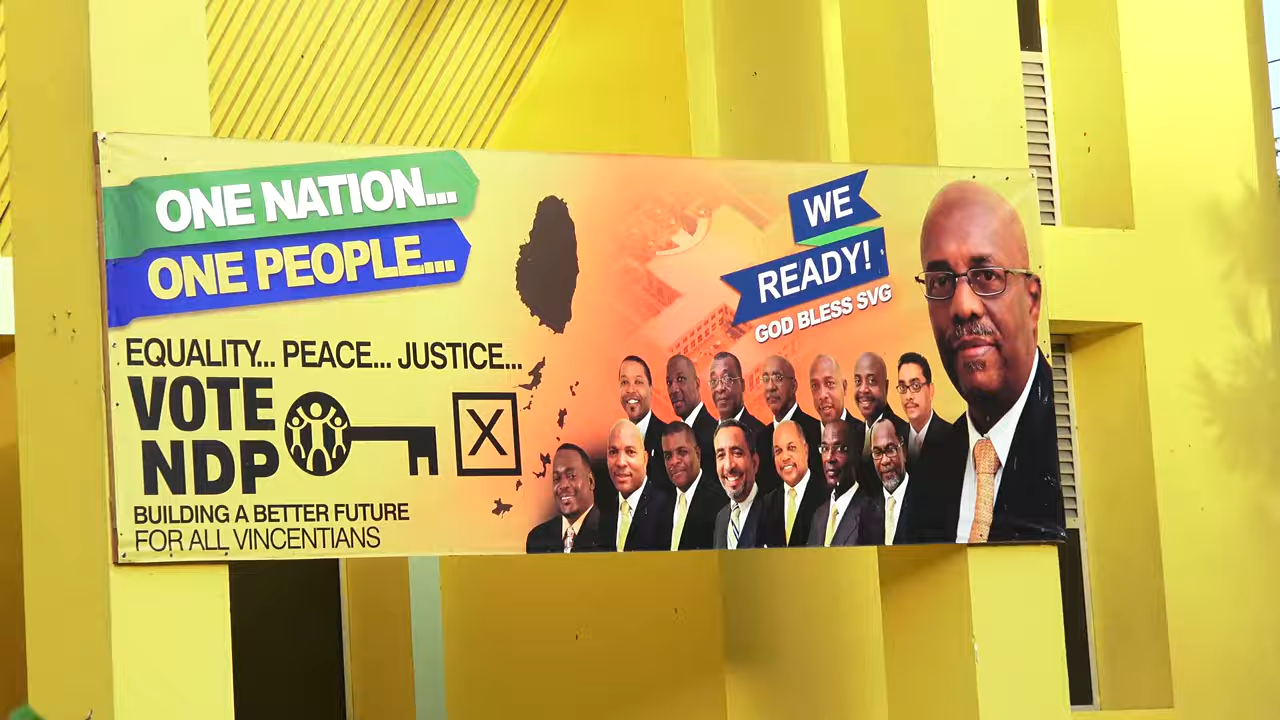 ONE NATION...
ONE PEOPLE...
EQUALITY... PEACE... JUSTICE...
VOTE
NDP
X
BUILDING A BETTER FUTURE
FOR ALL VINCENTIANS
WE
READY!
GOD BLESS SVG